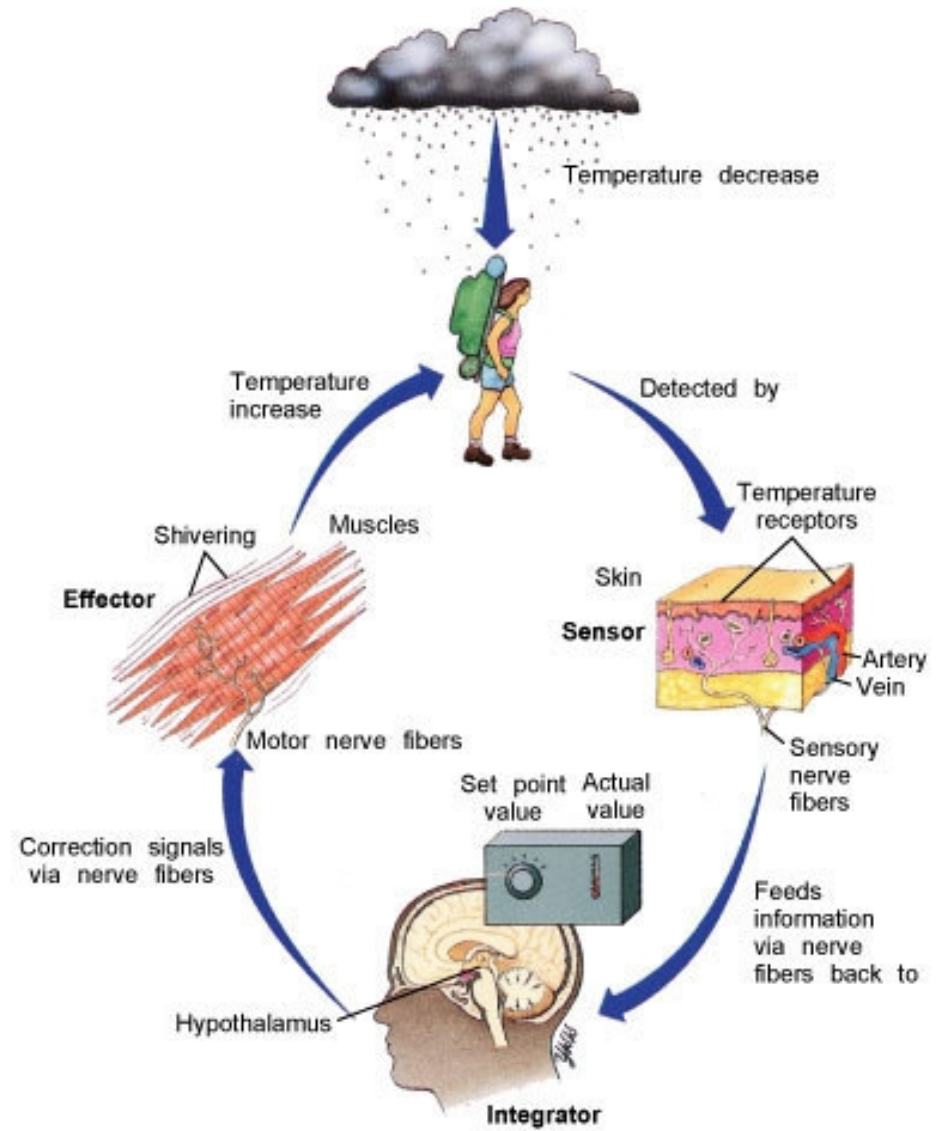 Temperature decrease
Temperature
increase
Detected by
Temperature
receptors
Shivering
Muscles
Effector
Skin
Sensor
Artery
Vein
Motor nerve fibers
Sensory
nerve
fibers
Set point
value
Actual
value
Correction signals
via nerve fibers
Feeds
information
via nerve
fibers back to
Hypothalamus
Integrator